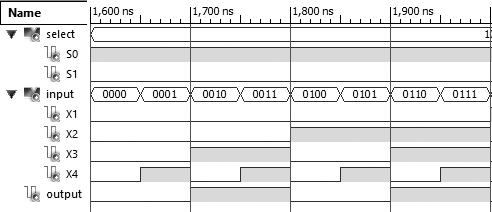 Name 1,600 ns 1,700 ns 1,800 ns 1,900 ns
select 1
S0
S1
input 0000 0001 0010 0011 0100 0101 0110 0111
X1
X2
X3
X4
output